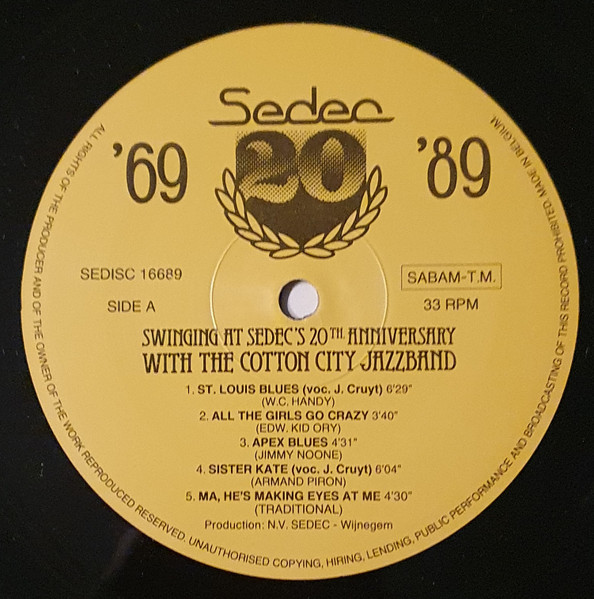 Sedec
'69 20 '89
SEDISC 16689
SABAM-T.M.
SIDE A
33 RPM
SWINGING AT SEDEC'S 20TH ANNIVERSARY
WITH THE COTTON CITY JAZZBAND
1. ST. LOUIS BLUES (voc. J. Cruyt) 6'29"
(W.C. HANDY)
2. ALL THE GIRLS GO CRAZY 3'40"
(EDW. KID ORY)
3. APEX BLUES 4'31"
(JIMMY NOONE)
4. SISTER KATE (voc. J. Cruyt) 6'04"
(ARMAND PIRON)
5. MA, HE'S MAKING EYES AT ME 4'30"
(TRADITIONAL)
Production: N.V. SEDEC - Wijnegem
ALL RIGHTS OF THE PRODUCER AND OF THE OWNER OF THE WORK REPRODUCED RESERVED. UNAUTHORISED COPYING, HIRING, LENDING, PUBLIC PERFORMANCE AND BROADCASTING OF THIS RECORD PROHIBITED. MADE IN BELGIUM